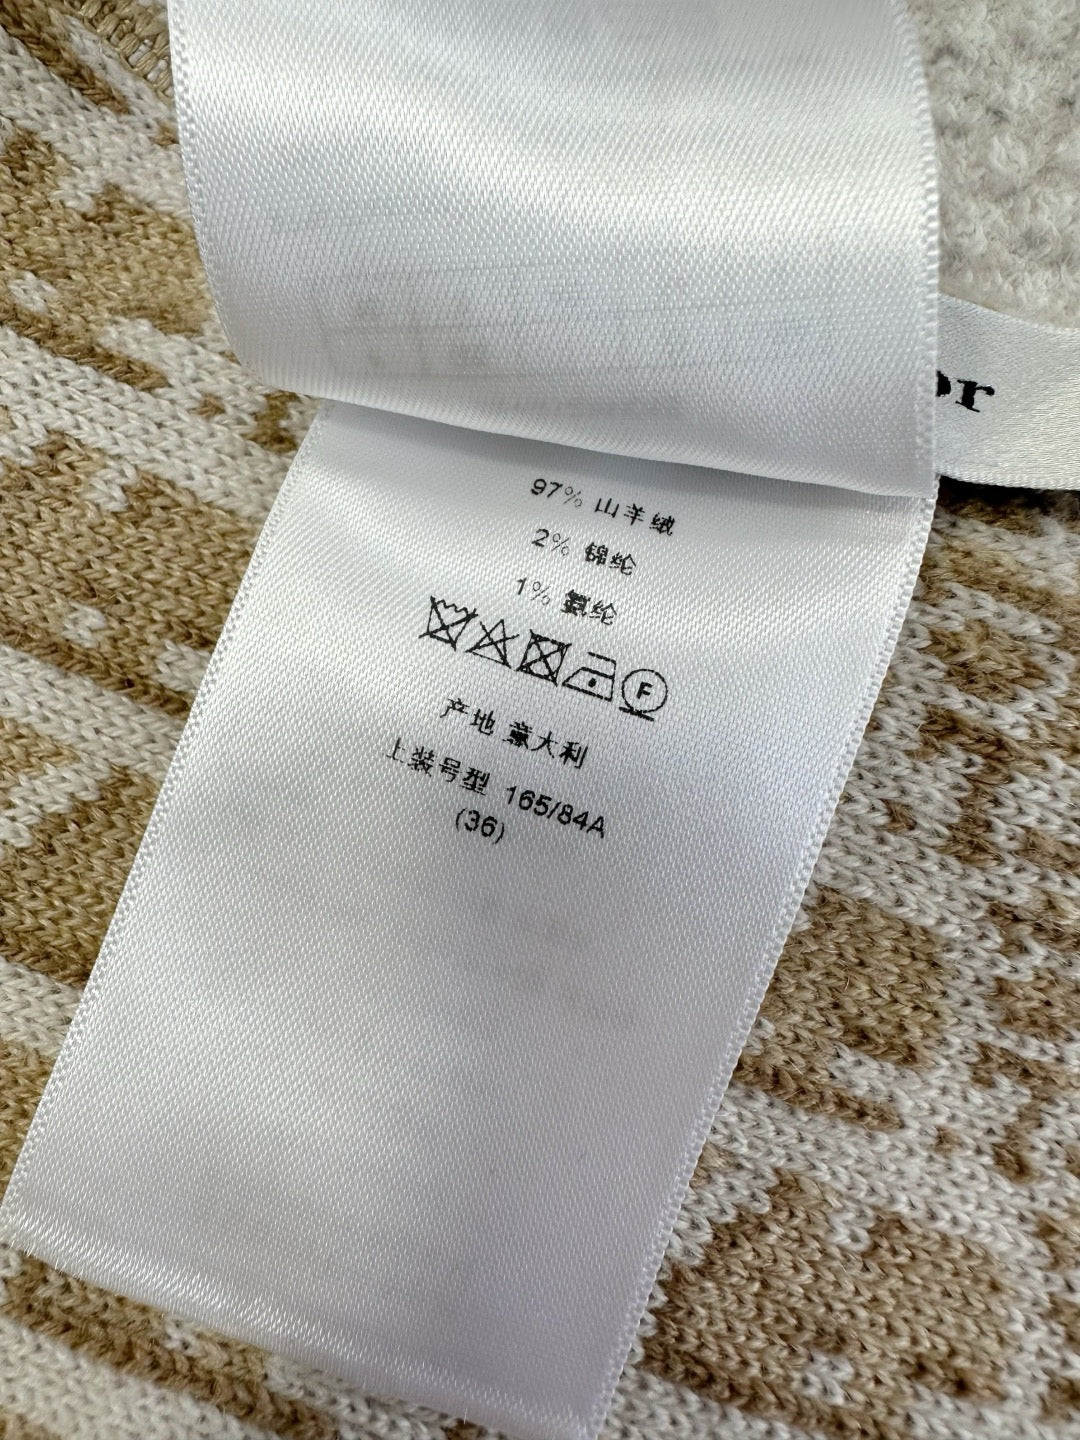 or
97% 山羊绒
2% 锦纶
1% 氨纶
F
产地 意大利
上装号型 165/84A
(36)